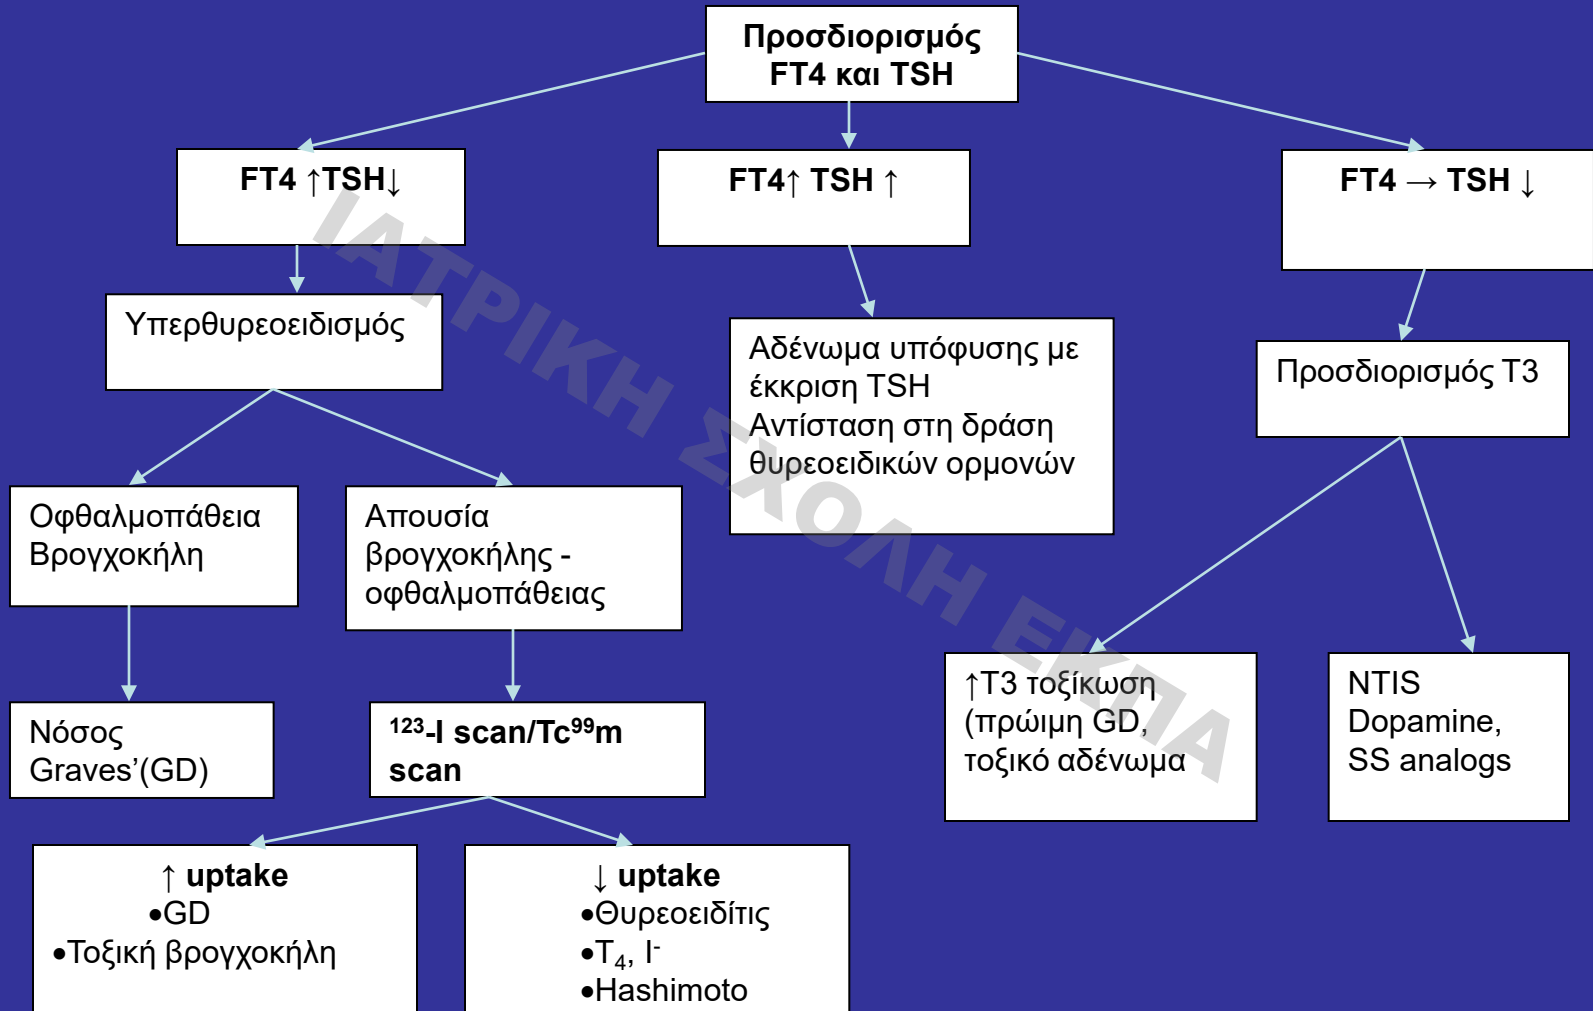 Προσδιορισμός
FT4 και TSH
FT4 ↑TSH↓
FT4↑ TSH ↑
FT4 → TSH ↓
Υπερθυρεοειδισμός
Αδένωμα υπόφυσης με
έκκριση TSH
Αντίσταση στη δράση
θυρεοειδικών ορμονών
Προσδιορισμός Τ3
Οφθαλμοπάθεια
Βρογχοκήλη
Απουσία
βρογχοκήλης -
οφθαλμοπάθειας
Νόσος
Graves’(GD)
¹²³-I scan/Tc⁹⁹m
scan
↑T3 τοξίκωση
(πρώιμη GD,
τοξικό αδένωμα
NTIS
Dopamine,
SS analogs
↑ uptake
•GD
•Τοξική βρογχοκήλη
↓ uptake
•Θυρεοειδίτις
•T₄, I⁻
•Hashimoto
ΙΑΤΡΙΚΗ ΣΧΟΛΗ ΕΚΠΑ